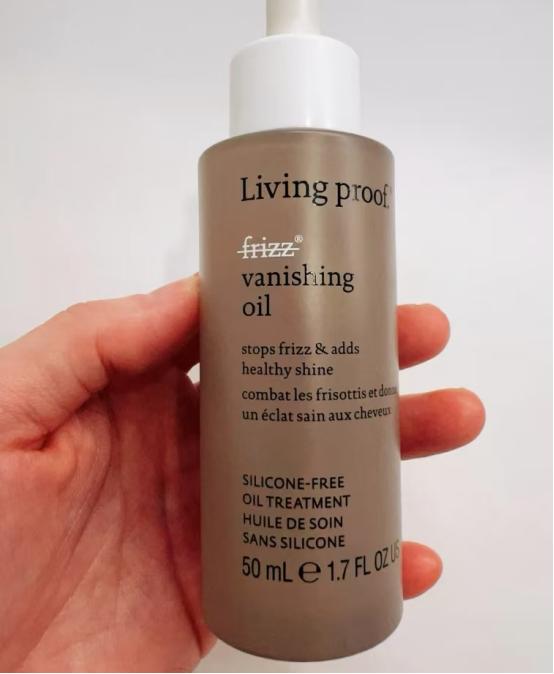 Living proof.
frizz®
vanishing
oil
stops frizz & adds
healthy shine
combat les frisottis et
un éclat sain aux cheveux
SILICONE-FREE
OIL TREATMENT
HUILE DE SOIN
SANS SILICONE
50 mL ℮ 1.7 FL OZ US